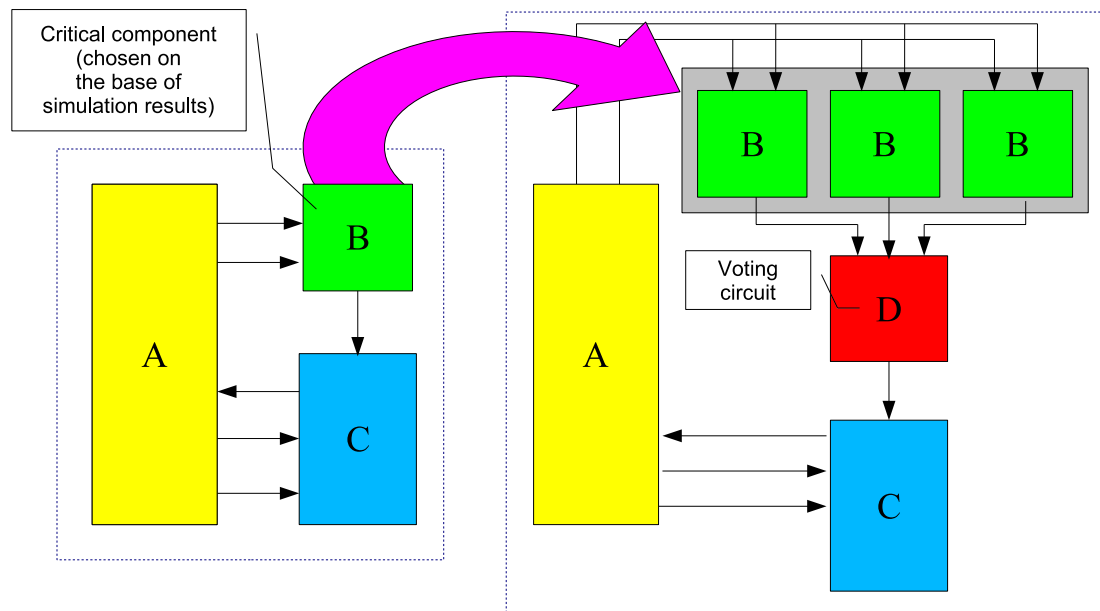 Critical component
(chosen on
the base of
simulation results)
B
A
C
B
B
B
Voting
circuit
D
A
C